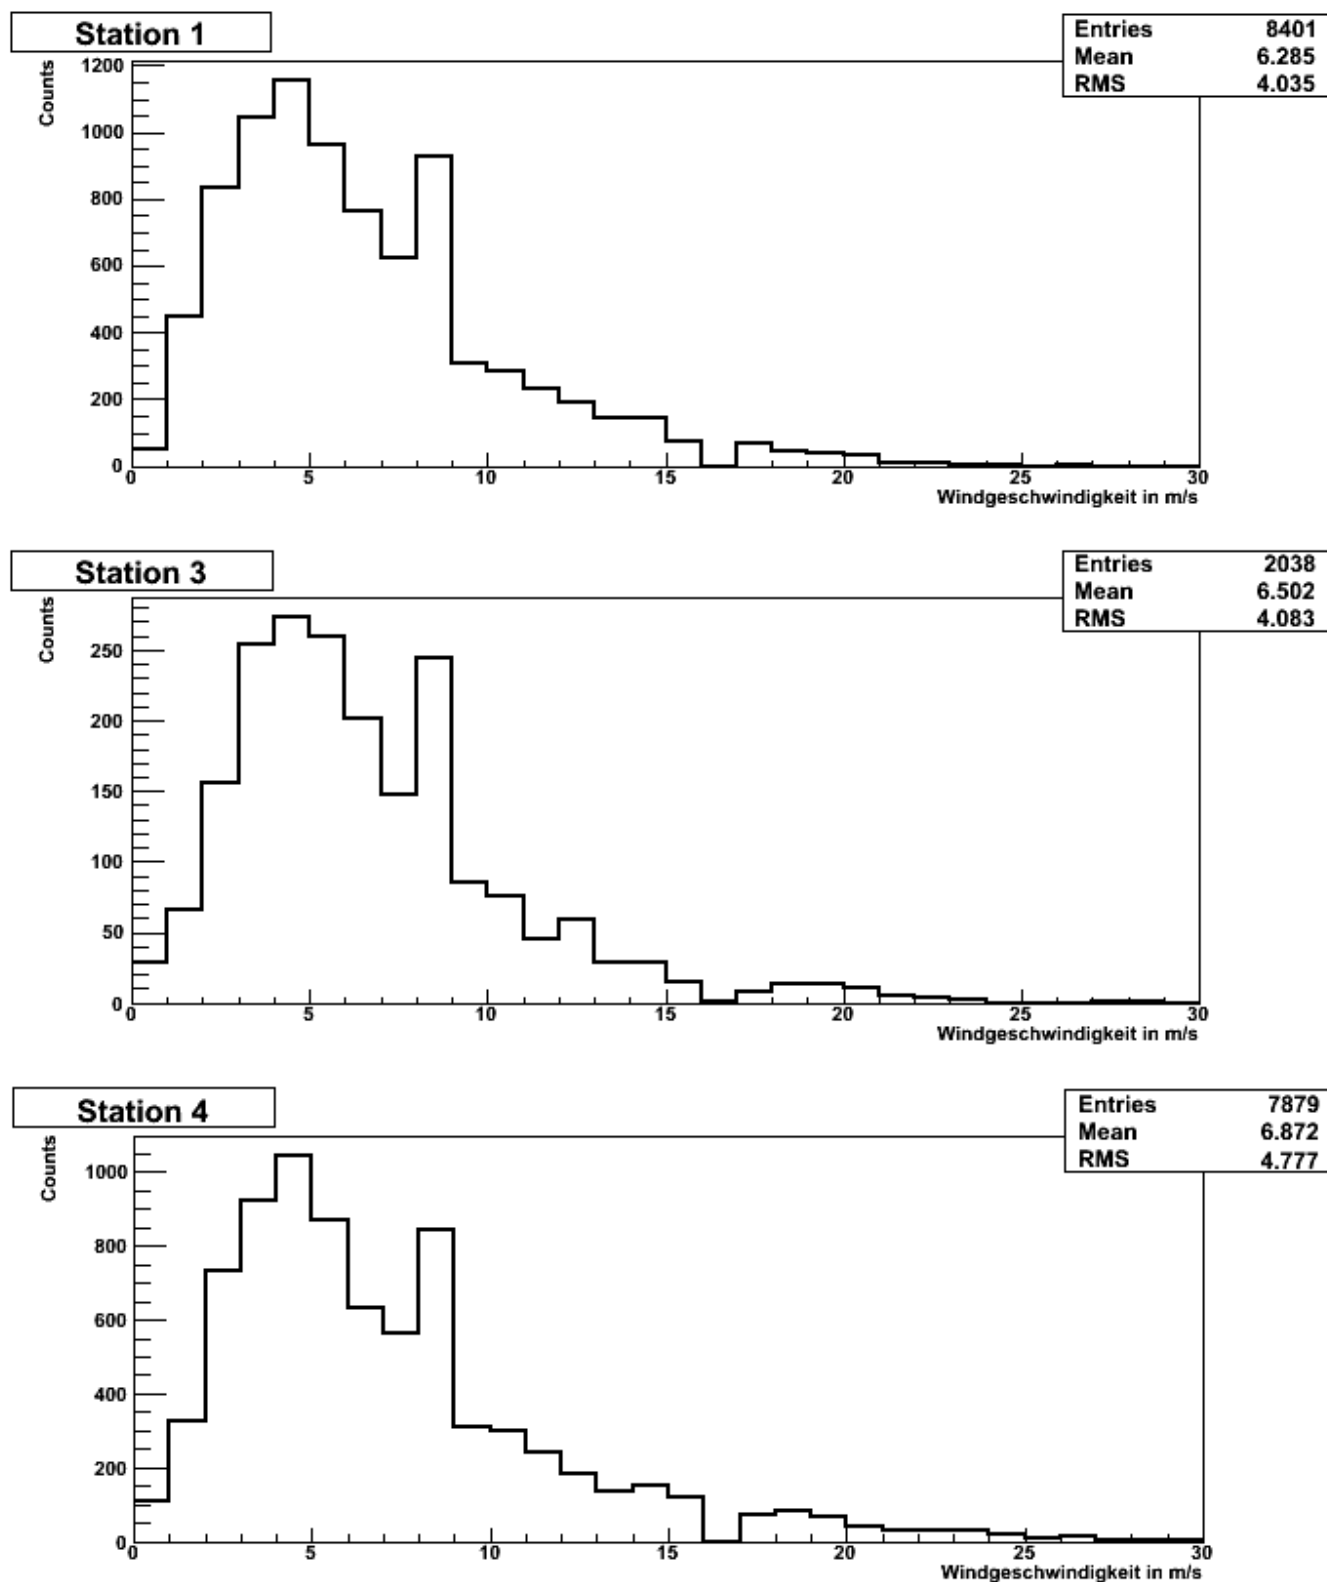 Station 1
Entries 8401
Mean 6.285
RMS 4.035
Counts
1200
1000
800
600
400
200
0
0 5 10 15 20 25 30
Windgeschwindigkeit in m/s
Station 3
Entries 2038
Mean 6.502
RMS 4.083
Counts
250
200
150
100
50
0
0 5 10 15 20 25 30
Windgeschwindigkeit in m/s
Station 4
Entries 7879
Mean 6.872
RMS 4.777
Counts
1000
800
600
400
200
0
0 5 10 15 20 25 30
Windgeschwindigkeit in m/s